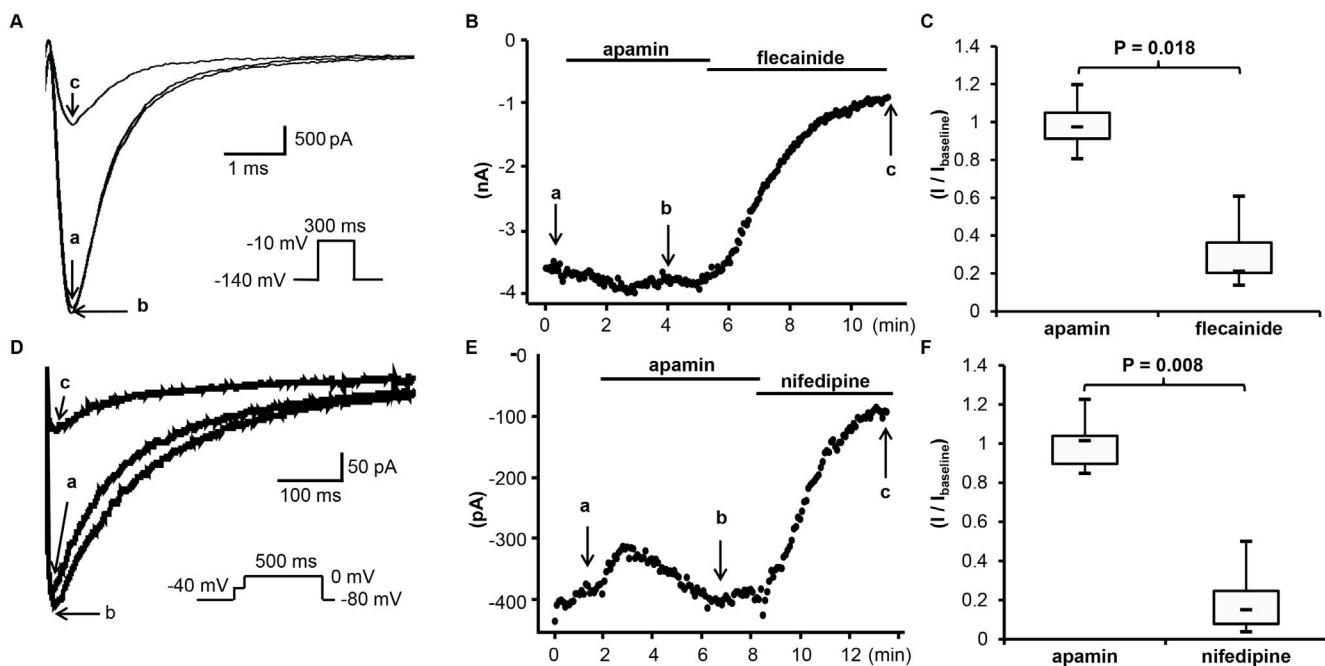 A
c
500 pA
1 ms
300 ms
-10 mV
-140 mV
a
b
B
0
-1
-2
-3
-4
(nA)
apamin
flecainide
a
b
c
0 2 4 6 8 10 (min)
C
1.4
1.2
1
0.8
0.6
0.4
0.2
0
(I / Ibaseline)
P = 0.018
apamin flecainide
D
c
a
50 pA
100 ms
500 ms
-40 mV
0 mV
-80 mV
b
E
-0
-100
-200
-300
-400
(pA)
apamin
nifedipine
a
b
c
0 2 4 6 8 10 12 (min)
F
1.4
1.2
1
0.8
0.6
0.4
0.2
0
(I / Ibaseline)
P = 0.008
apamin nifedipine